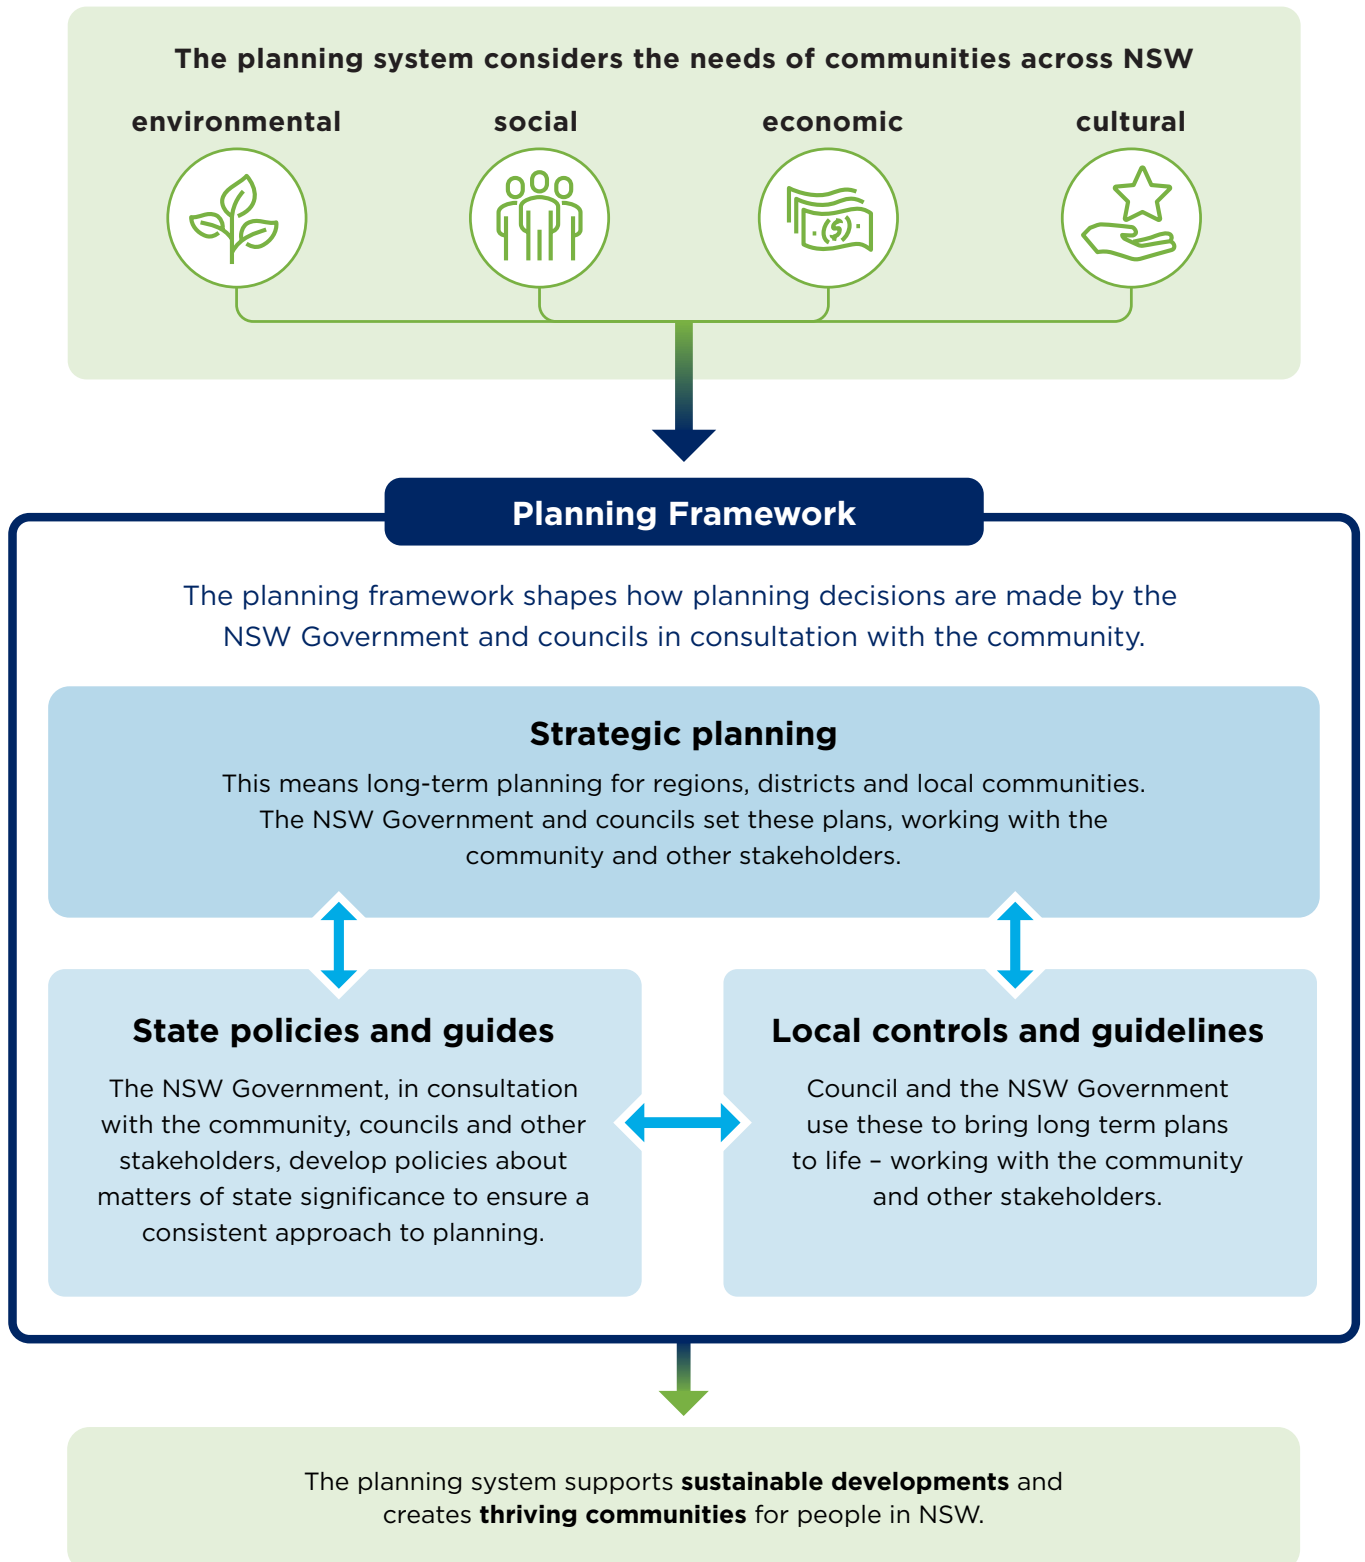 The planning system considers the needs of communities across NSW
environmental
social
economic
cultural
($)
Planning Framework
The planning framework shapes how planning decisions are made by the
NSW Government and councils in consultation with the community.
Strategic planning
This means long-term planning for regions, districts and local communities.
The NSW Government and councils set these plans, working with the
community and other stakeholders.
State policies and guides
The NSW Government, in consultation
with the community, councils and other
stakeholders, develop policies about
matters of state significance to ensure a
consistent approach to planning.
Local controls and guidelines
Council and the NSW Government
use these to bring long term plans
to life – working with the community
and other stakeholders.
The planning system supports sustainable developments and
creates thriving communities for people in NSW.